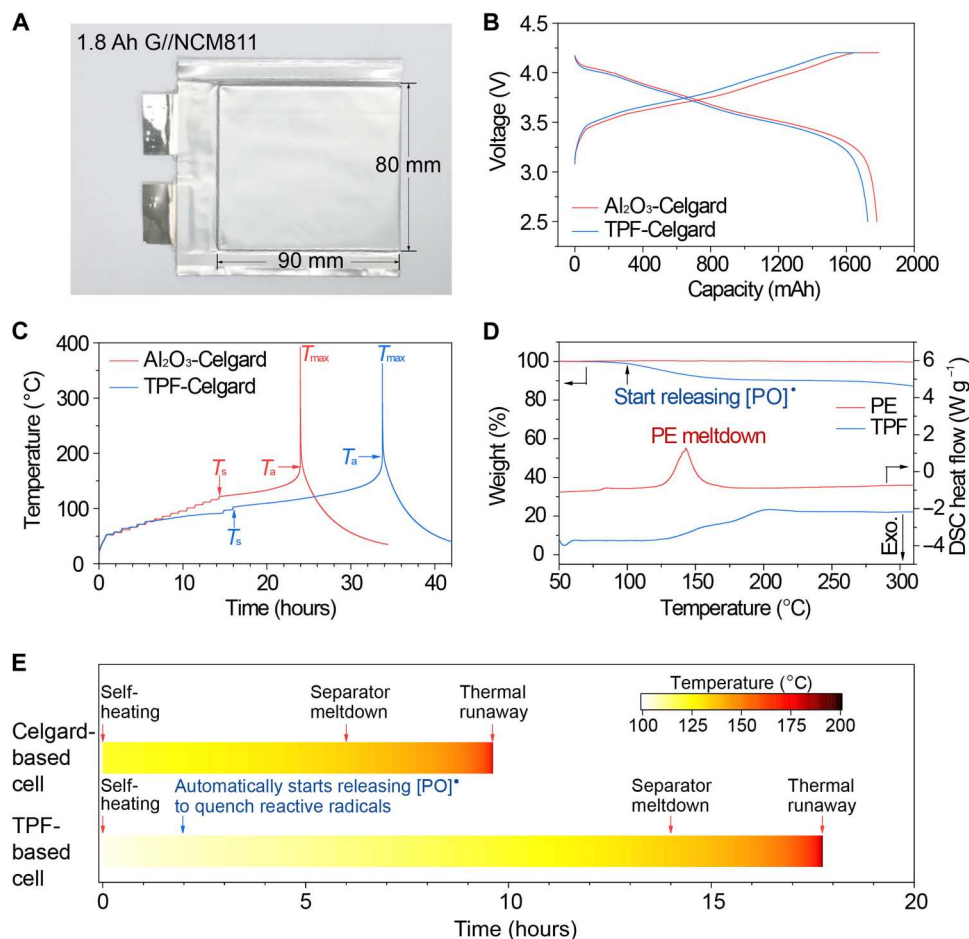 A
1.8 Ah G//NCM811
80 mm
90 mm
B
4.5
4.0
3.5
3.0
2.5
Voltage (V)
Al₂O₃-Celgard
TPF-Celgard
0
400
800
1200
1600
2000
Capacity (mAh)
C
400
300
200
100
0
Temperature (°C)
Al₂O₃-Celgard
TPF-Celgard
Tmax
Tmax
Ts
Ta
Ta
Ts
0
10
20
30
40
Time (hours)
D
100
80
60
40
20
0
Weight (%)
Start releasing [PO]•
PE
TPF
PE meltdown
Exo.
6
4
2
0
−2
−4
DSC heat flow (W g⁻¹)
50
100
150
200
250
300
Temperature (°C)
E
Self-
heating
Separator
meltdown
Thermal
runaway
Temperature (°C)
100
125
150
175
200
Celgard-
based
cell
Self-
heating
Automatically starts releasing [PO]•
to quench reactive radicals
Separator
meltdown
Thermal
runaway
TPF-
based
cell
0
5
10
15
20
Time (hours)